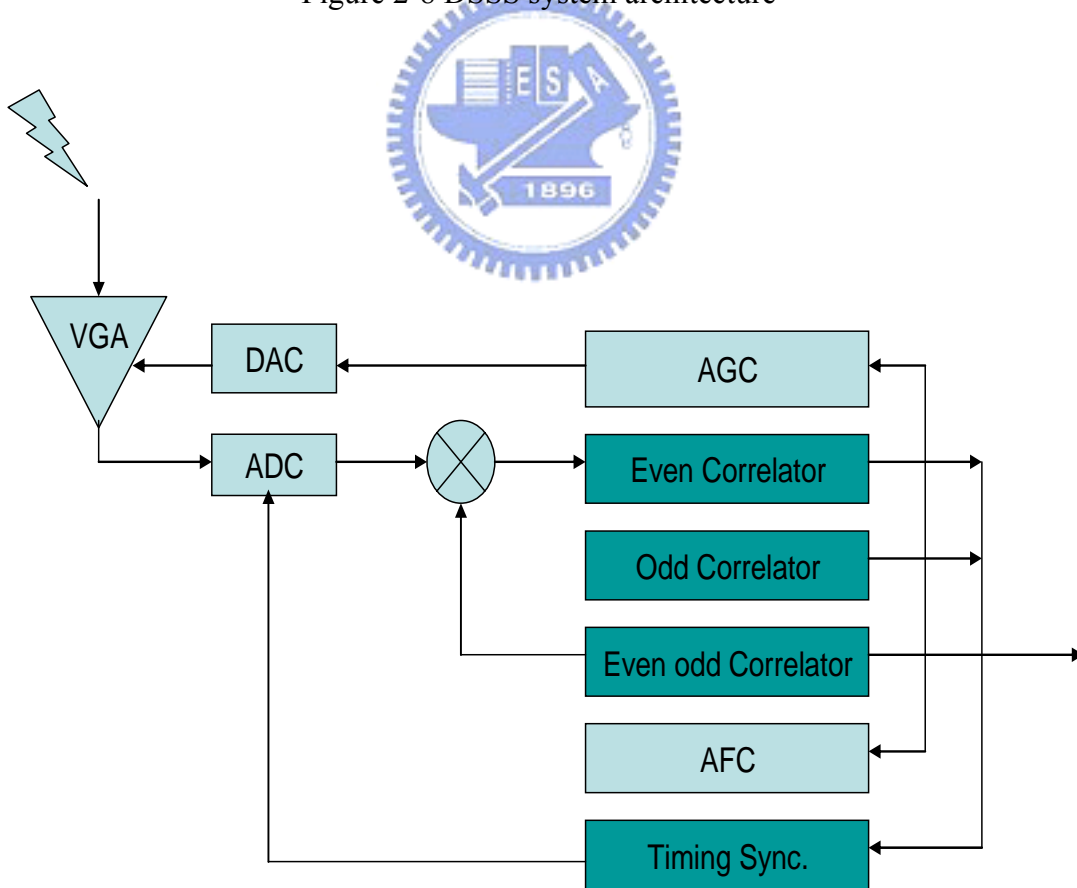 Figure 2-8 DSSS system architecture
E S A
1896
VGA
DAC
AGC
ADC
Even Correlator
Odd Correlator
Even odd Correlator
AFC
Timing Sync.